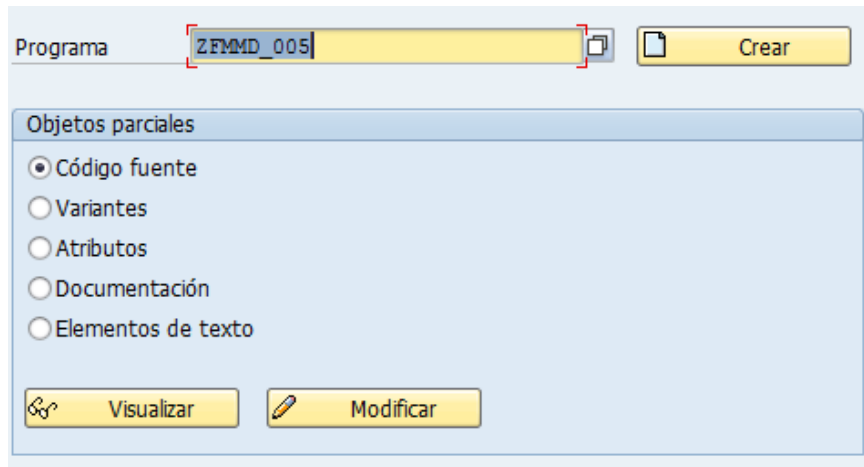 Programa ZFMMD_005 Crear
Objetos parciales
Código fuente
Variantes
Atributos
Documentación
Elementos de texto
Visualizar Modificar